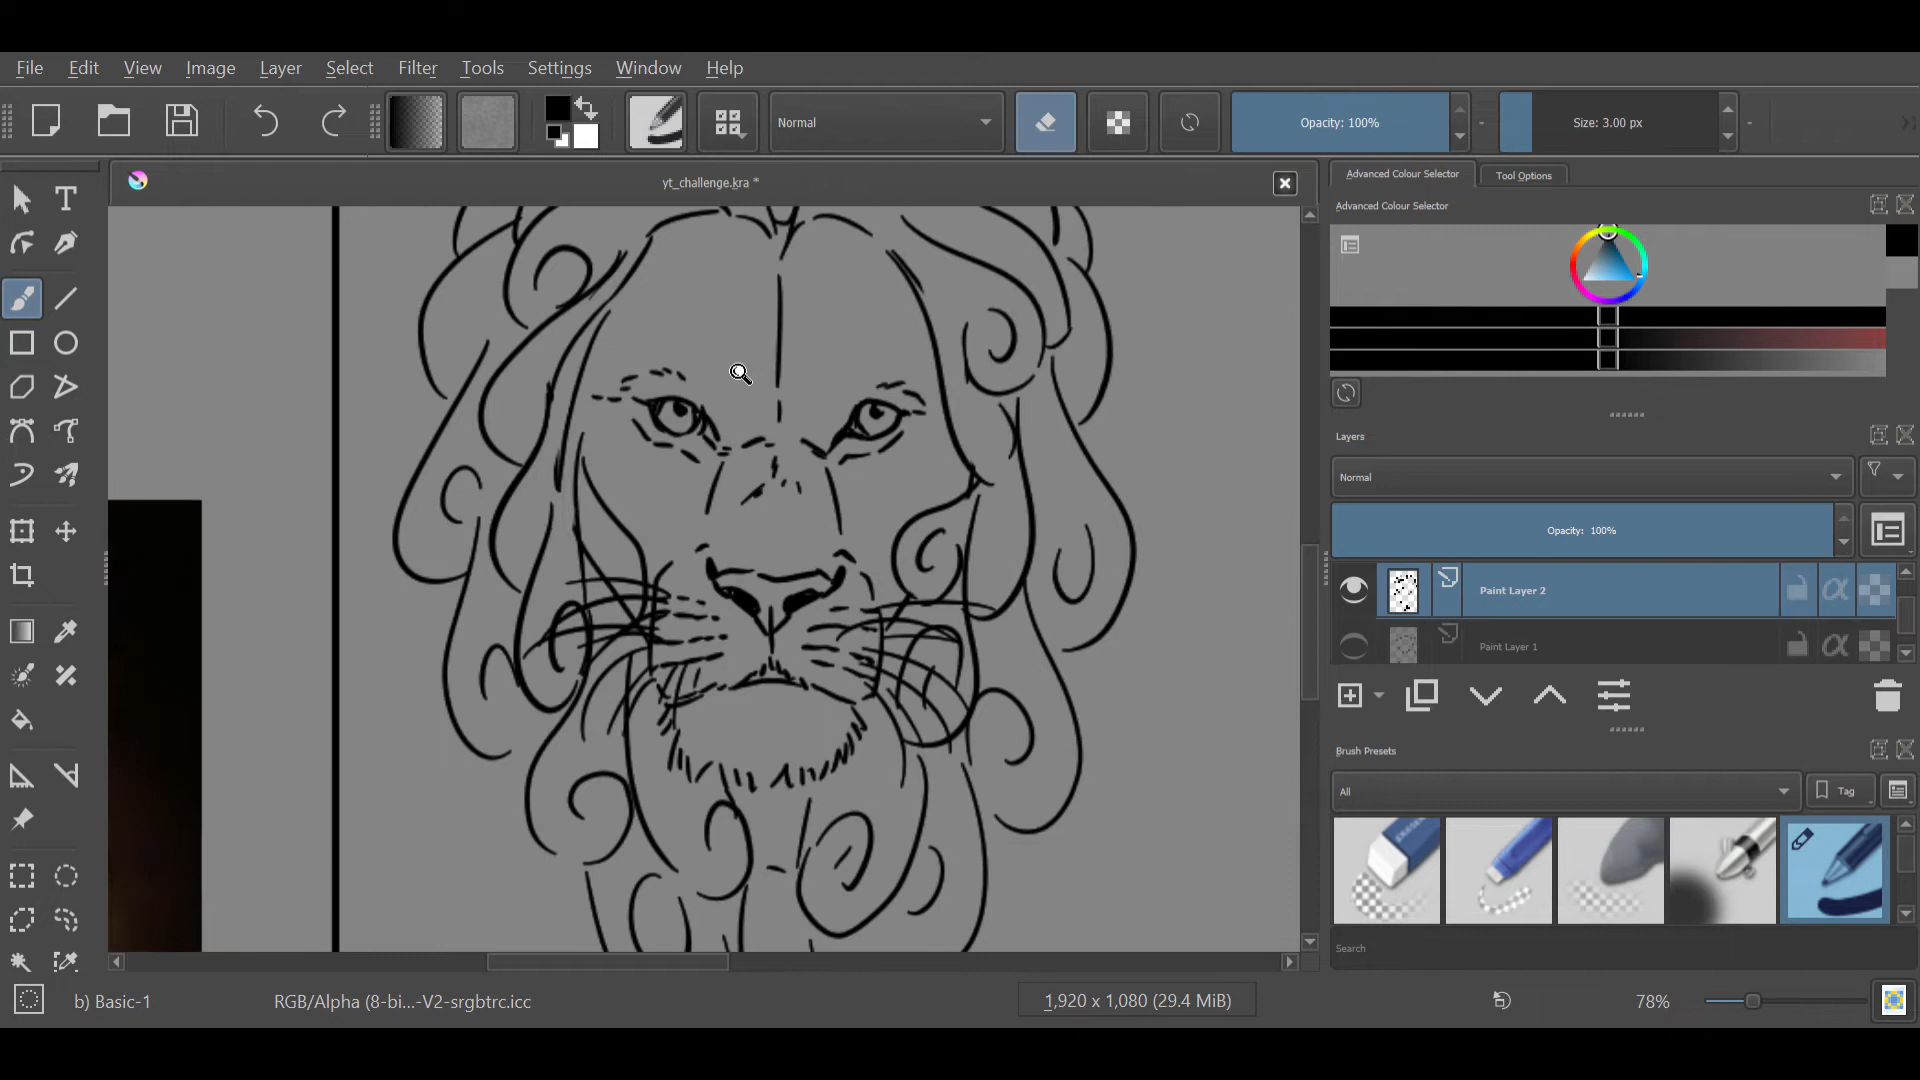 File Edit View Image Layer Select Filter Tools Settings Window Help
Normal
Opacity: 100%
Size: 3.00 px
yt_challenge.kra *
Advanced Colour Selector
Tool Options
Advanced Colour Selector
Layers
Normal
Opacity: 100%
Paint Layer 2
Paint Layer 1
Brush Presets
All
Tag
Search
b) Basic-1
RGB/Alpha (8-bi...-V2-srgbtrc.icc
1,920 x 1,080 (29.4 MiB)
78%